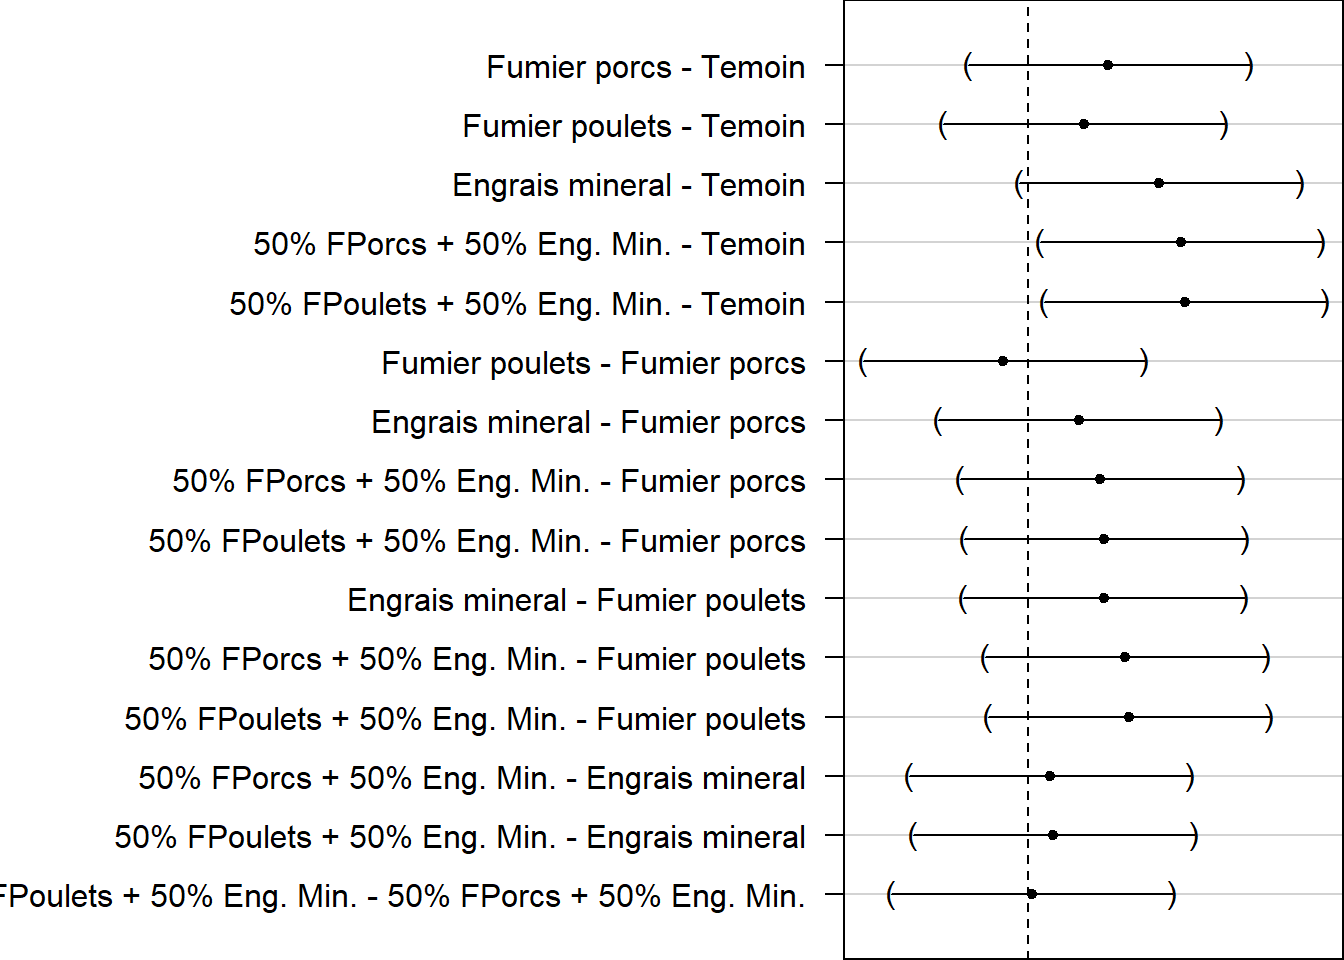 Fumier porcs - Temoin
Fumier poulets - Temoin
Engrais mineral - Temoin
50% FPorcs + 50% Eng. Min. - Temoin
50% FPoulets + 50% Eng. Min. - Temoin
Fumier poulets - Fumier porcs
Engrais mineral - Fumier porcs
50% FPorcs + 50% Eng. Min. - Fumier porcs
50% FPoulets + 50% Eng. Min. - Fumier porcs
Engrais mineral - Fumier poulets
50% FPorcs + 50% Eng. Min. - Fumier poulets
50% FPoulets + 50% Eng. Min. - Fumier poulets
50% FPorcs + 50% Eng. Min. - Engrais mineral
50% FPoulets + 50% Eng. Min. - Engrais mineral
FPoulets + 50% Eng. Min. - 50% FPorcs + 50% Eng. Min.